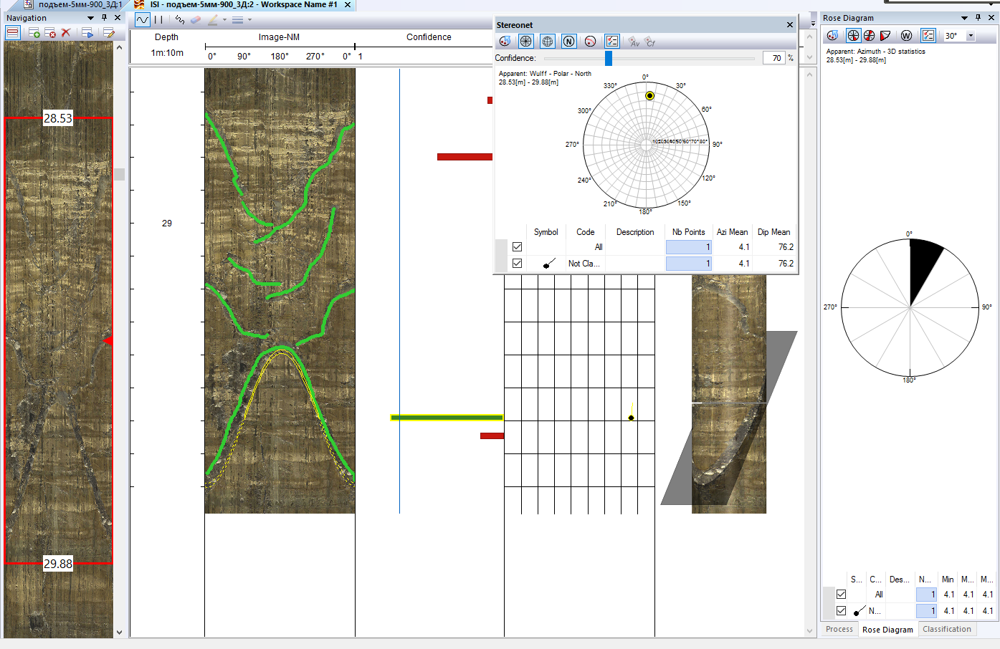 подъем-5мм-900_3Д:1
ISI - подъем-5мм-900_3Д:2 - Workspace Name #1
Navigation
28.53
29.88
Depth
1m:10m
Image-NM
0° 90° 180° 270° 0°
Confidence
1
29
Stereonet
N
Av
Cf
Confidence:
70 %
Apparent: Wulff - Polar - North
28.53[m] - 29.88[m]
0°
30°
60°
90°
120°
150°
180°
210°
240°
270°
300°
330°
10°20°30°40°50°60°70°80°
Symbol Code Description Nb Points Azi Mean Dip Mean
All 1 4.1 76.2
Not Cla... 1 4.1 76.2
Rose Diagram
W
30°
Apparent: Azimuth - 3D statistics
28.53[m] - 29.88[m]
0°
90°
180°
270°
S... C... Des... N... Min M... M...
All 1 4.1 4.1 4.1
N... 1 4.1 4.1 4.1
Process Rose Diagram Classification